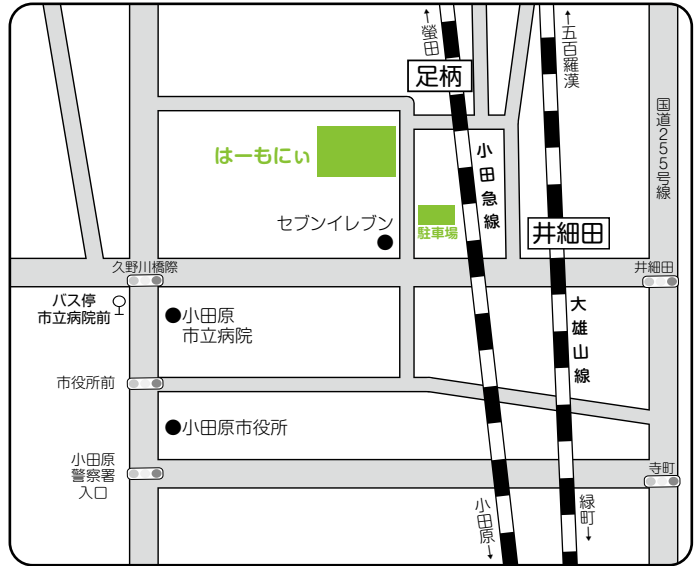 ←螢田
←五百羅漢
足柄
国道255号線
はーもにぃ
小田急線
セブンイレブン
駐車場
井細田
久野川橋際
井細田
バス停
市立病院前
小田原
市立病院
大雄山線
市役所前
小田原市役所
小田原
警察署
入口
寺町
小田原→
緑町→